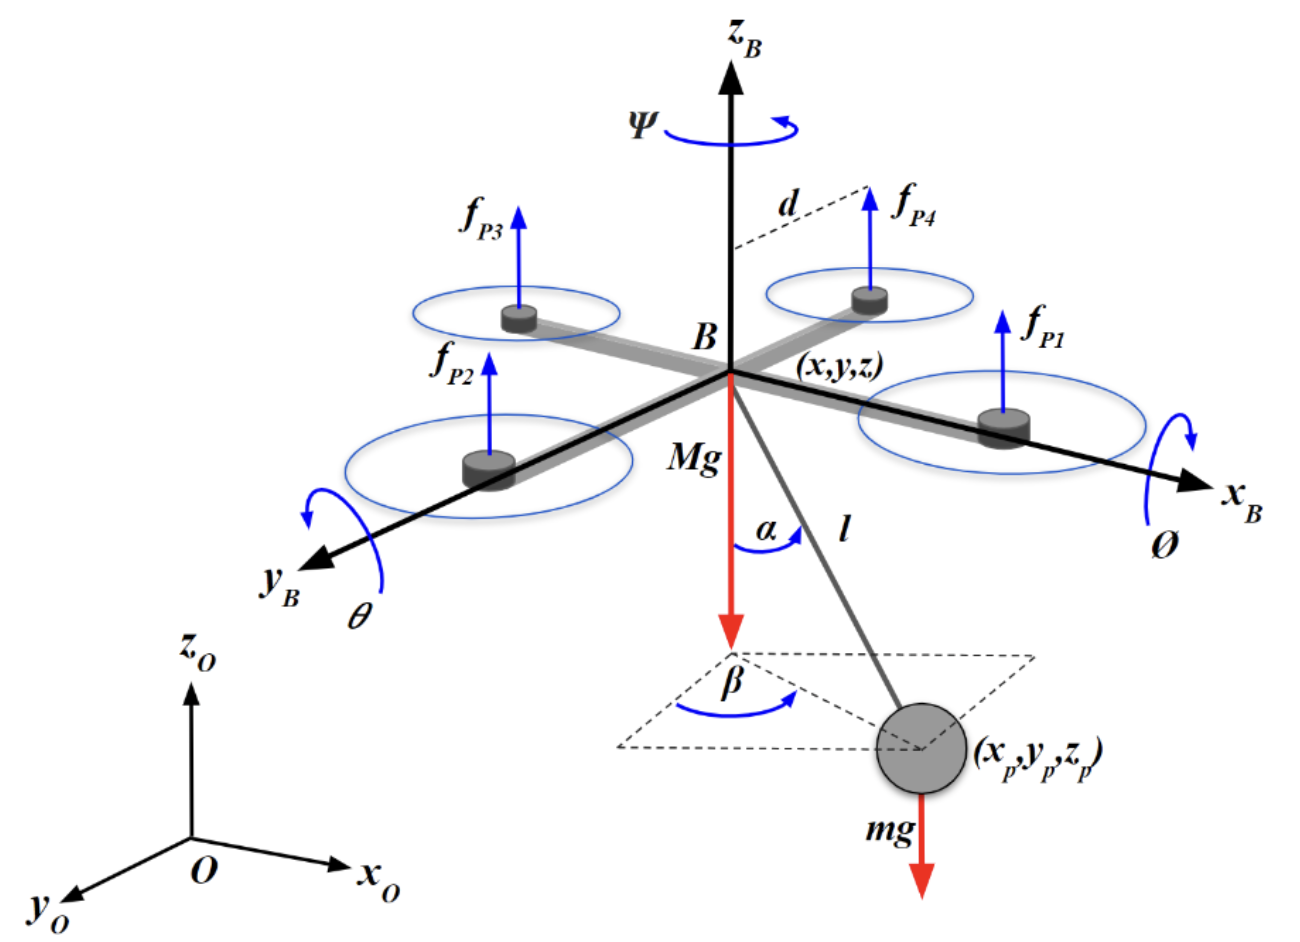 z_B
Ψ
d
f_P4
f_P3
B
f_P1
f_P2
(x,y,z)
Mg
x_B
α
l
Ø
y_B
θ
z_O
β
(x_p,y_p,z_p)
mg
O
x_O
y_O